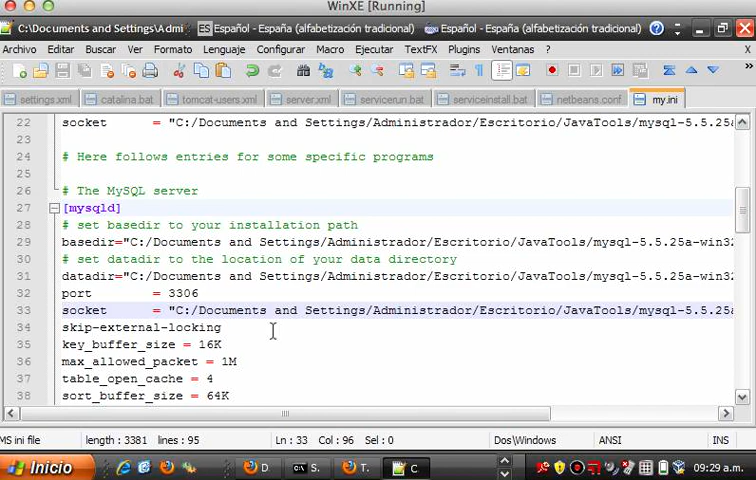 WinXE [Running]
C:\Documents and Settings\Admi
ES Español - España (alfabetización tradicional)
Español - España (alfabetización tradicional)
Archivo Editar Buscar Ver Formato Lenguaje Configurar Macro Ejecutar TextFX Plugins Ventanas ?
settings.xml catalina.bat tomcat-users.xml server.xml servicerun.bat serviceinstall.bat netbeans.conf my.ini
22 socket = "C:/Documents and Settings/Administrador/Escritorio/JavaTools/mysql-5.5.25a
23
24 # Here follows entries for some specific programs
25
26 # The MySQL server
27 [mysqld]
28 # set basedir to your installation path
29 basedir="C:/Documents and Settings/Administrador/Escritorio/JavaTools/mysql-5.5.25a-win32
30 # set datadir to the location of your data directory
31 datadir="C:/Documents and Settings/Administrador/Escritorio/JavaTools/mysql-5.5.25a-win32
32 port = 3306
33 socket = "C:/Documents and Settings/Administrador/Escritorio/JavaTools/mysql-5.5.25a
34 skip-external-locking
35 key_buffer_size = 16K
36 max_allowed_packet = 1M
37 table_open_cache = 4
38 sort_buffer_size = 64K
MS ini file length : 3381 lines : 95 Ln : 33 Col : 96 Sel : 0 Dos\Windows ANSI INS
Inicio D S. T. C 09:29 a.m.